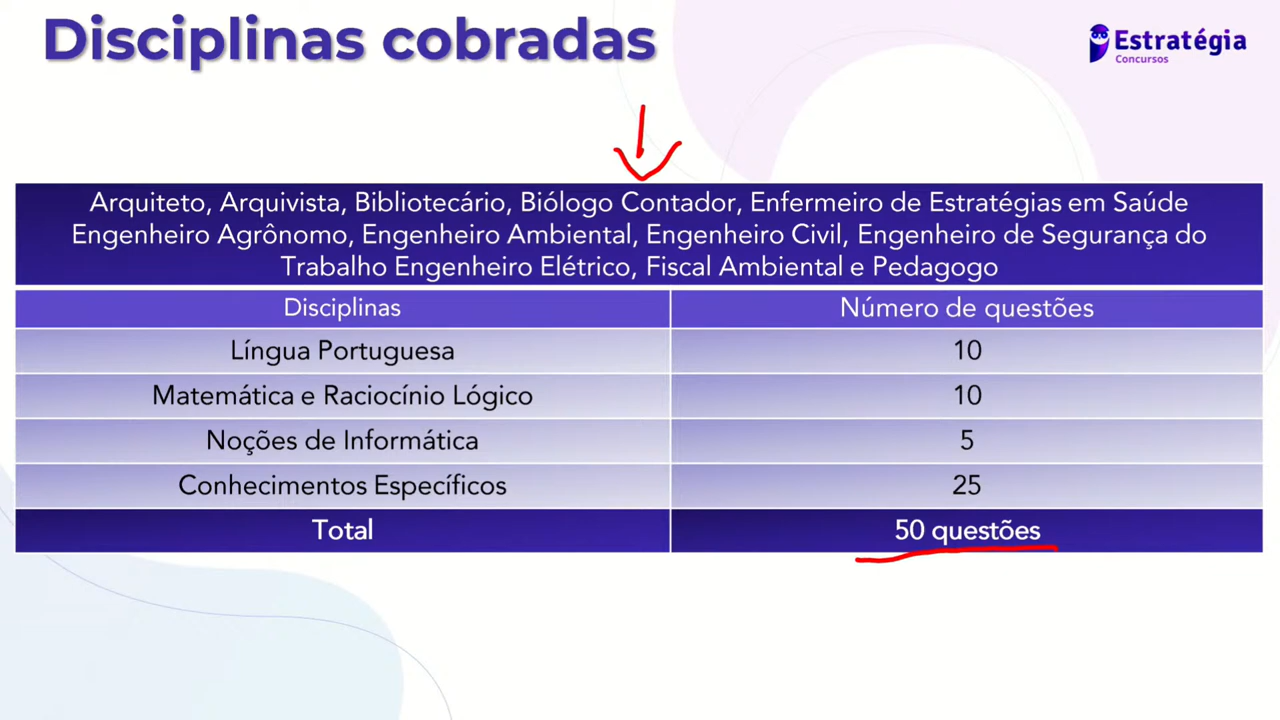 Disciplinas cobradas
Estratégia
Concursos
Arquiteto, Arquivista, Bibliotecário, Biólogo Contador, Enfermeiro de Estratégias em Saúde
Engenheiro Agrônomo, Engenheiro Ambiental, Engenheiro Civil, Engenheiro de Segurança do
Trabalho Engenheiro Elétrico, Fiscal Ambiental e Pedagogo
Disciplinas Número de questões
Língua Portuguesa 10
Matemática e Raciocínio Lógico 10
Noções de Informática 5
Conhecimentos Específicos 25
Total 50 questões